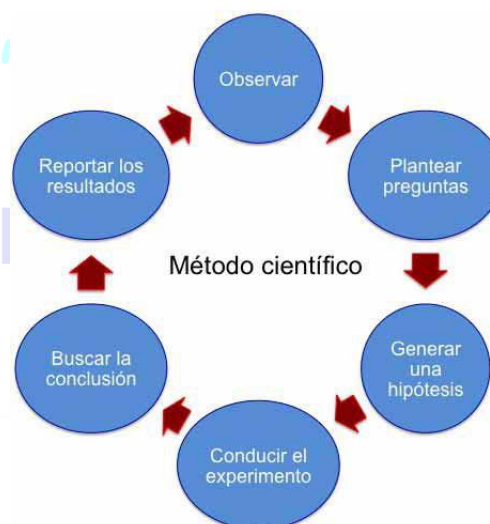 Observar
Plantear
preguntas
Generar
una
hipótesis
Conducir el
experimento
Buscar la
conclusión
Reportar los
resultados
Método científico